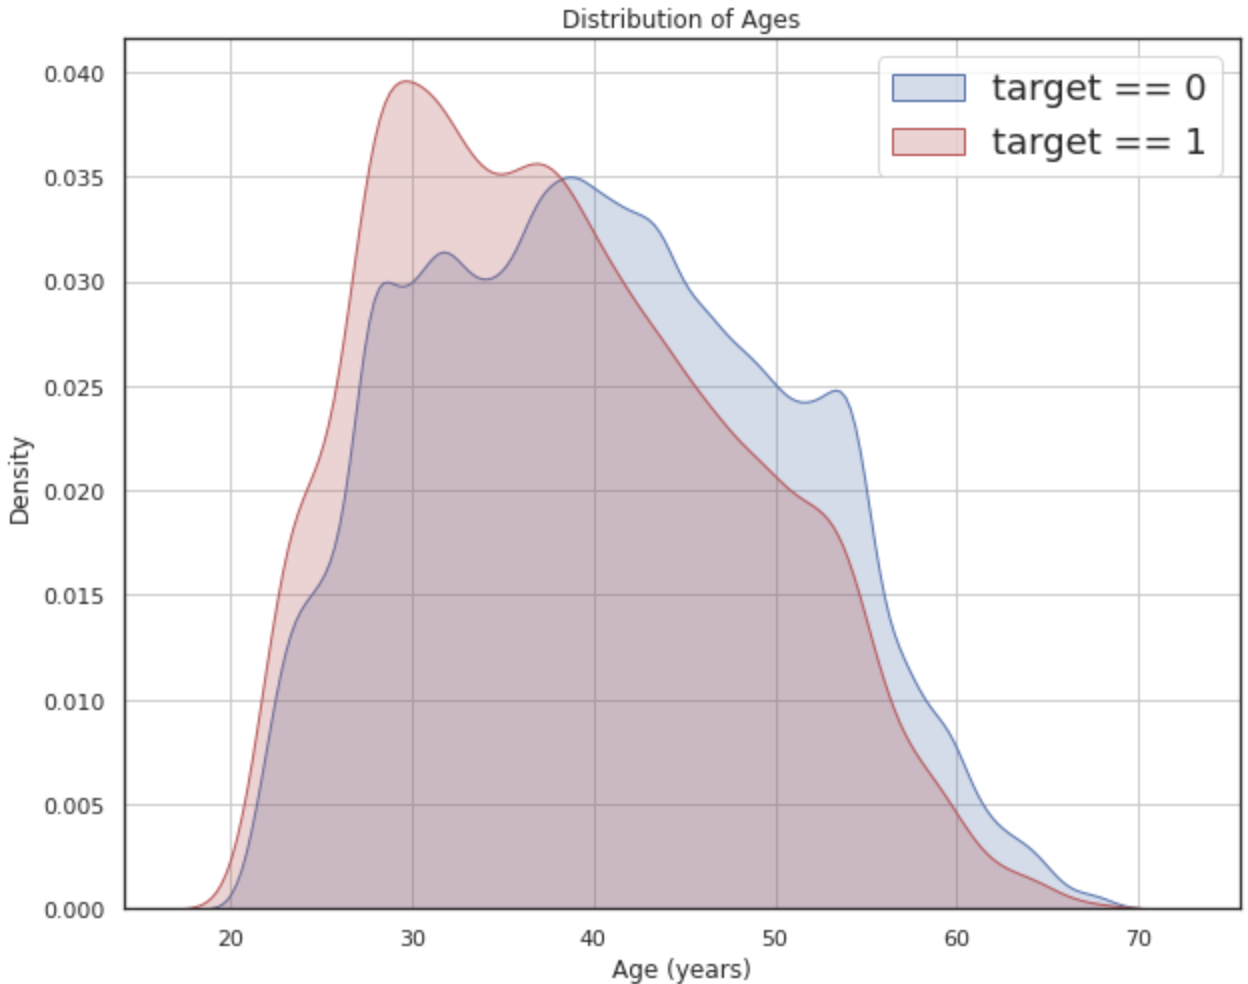 Distribution of Ages
target == 0
target == 1
0.040
0.035
0.030
0.025
0.020
0.015
0.010
0.005
0.000
Density
20 30 40 50 60 70
Age (years)